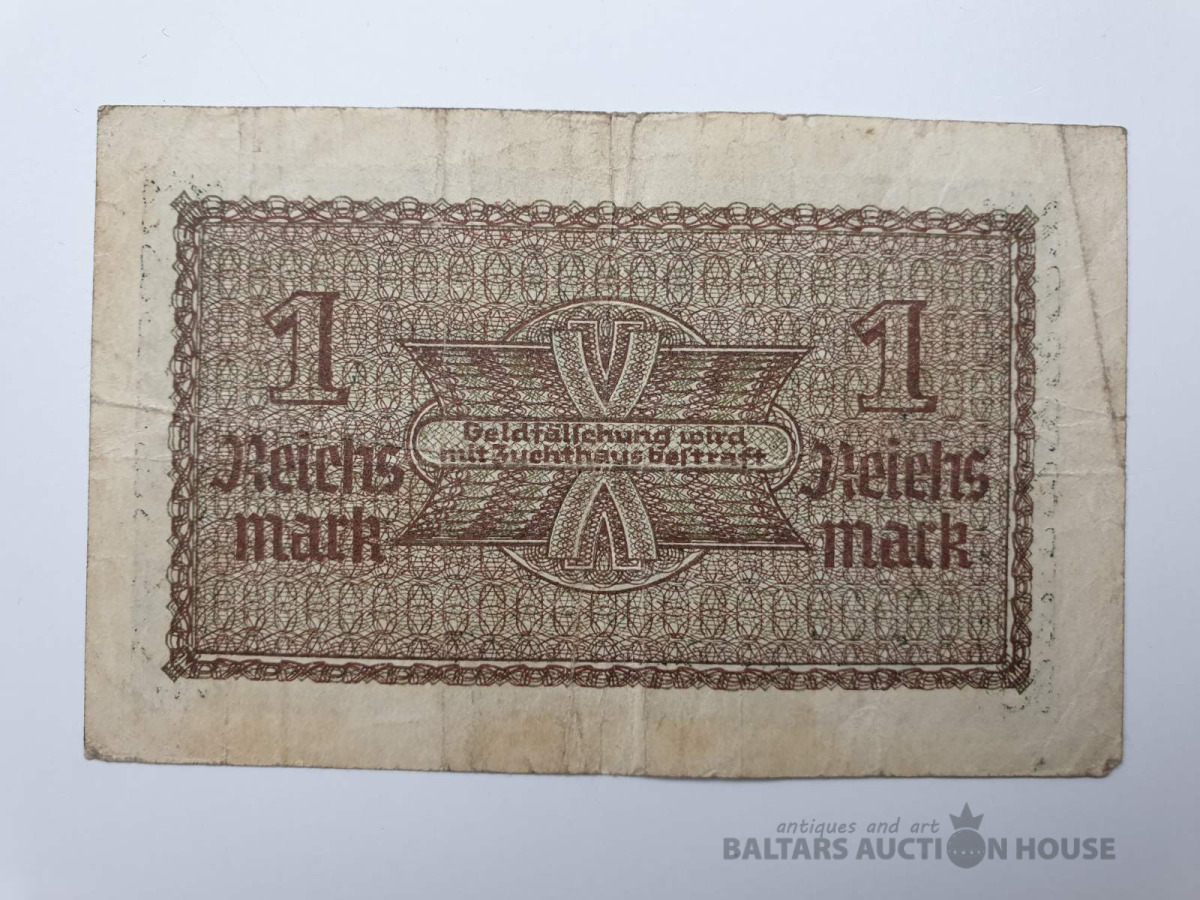 1
1
Geldfälschung wird
mit Zuchthaus bestraft
Reichs
mark
Reichs
mark
antiques and art
BALTARS AUCTION HOUSE